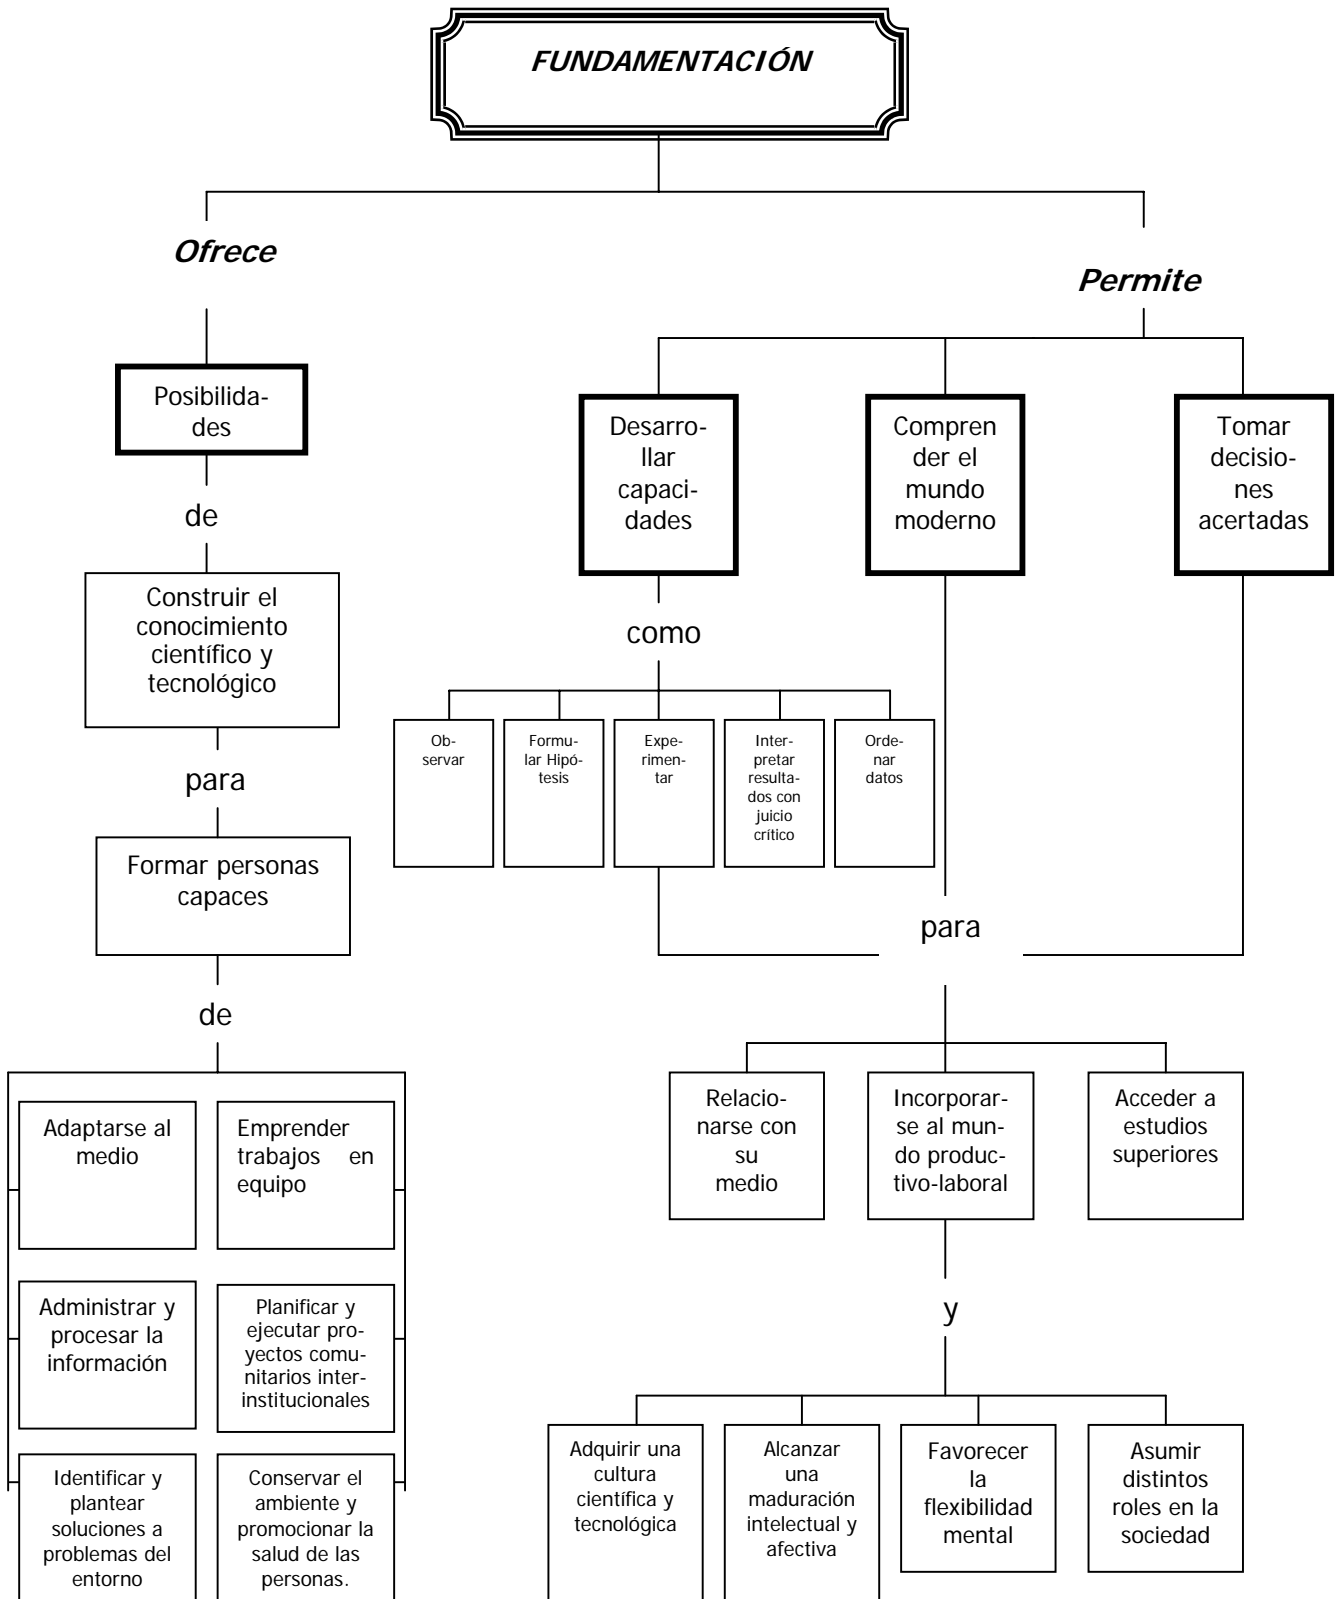 FUNDAMENTACIÓN
Ofrece
Posibilida-
des
de
Construir el
conocimiento
científico y
tecnológico
para
Formar personas
capaces
de
Adaptarse al
medio
Emprender
trabajos en
equipo
Administrar y
procesar la
información
Planificar y
ejecutar pro-
yectos comu-
nitarios inter-
institucionales
Identificar y
plantear
soluciones a
problemas del
entorno
Conservar el
ambiente y
promocionar la
salud de las
personas.
Permite
Desarro-
llar
capaci-
dades
Compren
der el
mundo
moderno
Tomar
decisio-
nes
acertadas
como
Ob-
servar
Formu-
lar Hipó-
tesis
Expe-
rimen-
tar
Inter-
pretar
resulta-
dos con
juicio
crítico
Orde-
nar
datos
para
Relacio-
narse con
su
medio
Incorporar-
se al mun-
do produc-
tivo-laboral
Acceder a
estudios
superiores
y
Adquirir una
cultura
científica y
tecnológica
Alcanzar
una
maduración
intelectual y
afectiva
Favorecer
la
flexibilidad
mental
Asumir
distintos
roles en la
sociedad